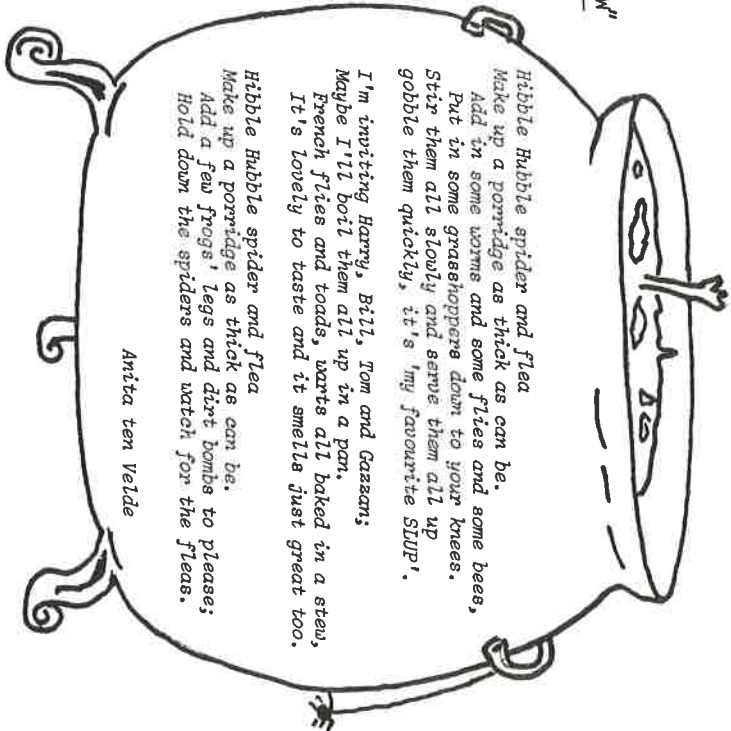 w"
Hibble Hubble spider and flea
Make up a porridge as thick as can be.
Add in some worms and some flies and some bees,
Put in some grasshoppers down to your knees.
Stir them all slowly and serve them all up
gobble them quickly, it's 'my favourite SLUP'.
I'm inviting Harry, Bill, Tom and Gazzan;
Maybe I'll boil them all up in a pan.
French flies and toads, warts all baked in a stew,
It's lovely to taste and it smells just great too.
Hibble Hubble spider and flea
Make up a porridge as thick as can be.
Add a few frogs' legs and dirt bombs to please;
Hold down the spiders and watch for the fleas.
Anita ten Velde